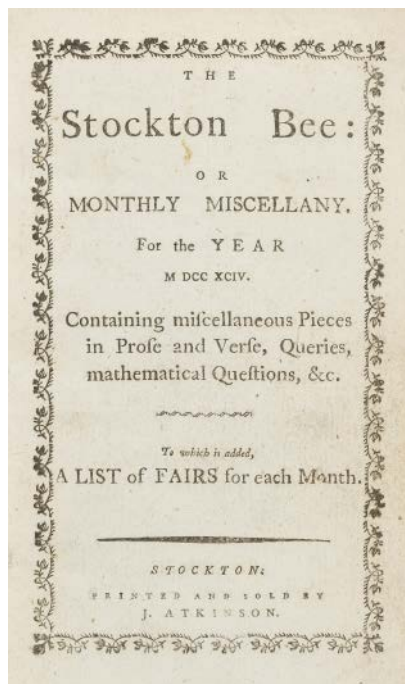 THE
Stockton Bee:
OR
MONTHLY MISCELLANY.
For the YEAR
M DCC XCIV.
Containing miſcellaneous Pieces
in Proſe and Verſe, Queries,
mathematical Queſtions, &c.
To which is added,
A LIST of FAIRS for each Month.
STOCKTON:
PRINTED AND SOLD BY
J. ATKINSON.